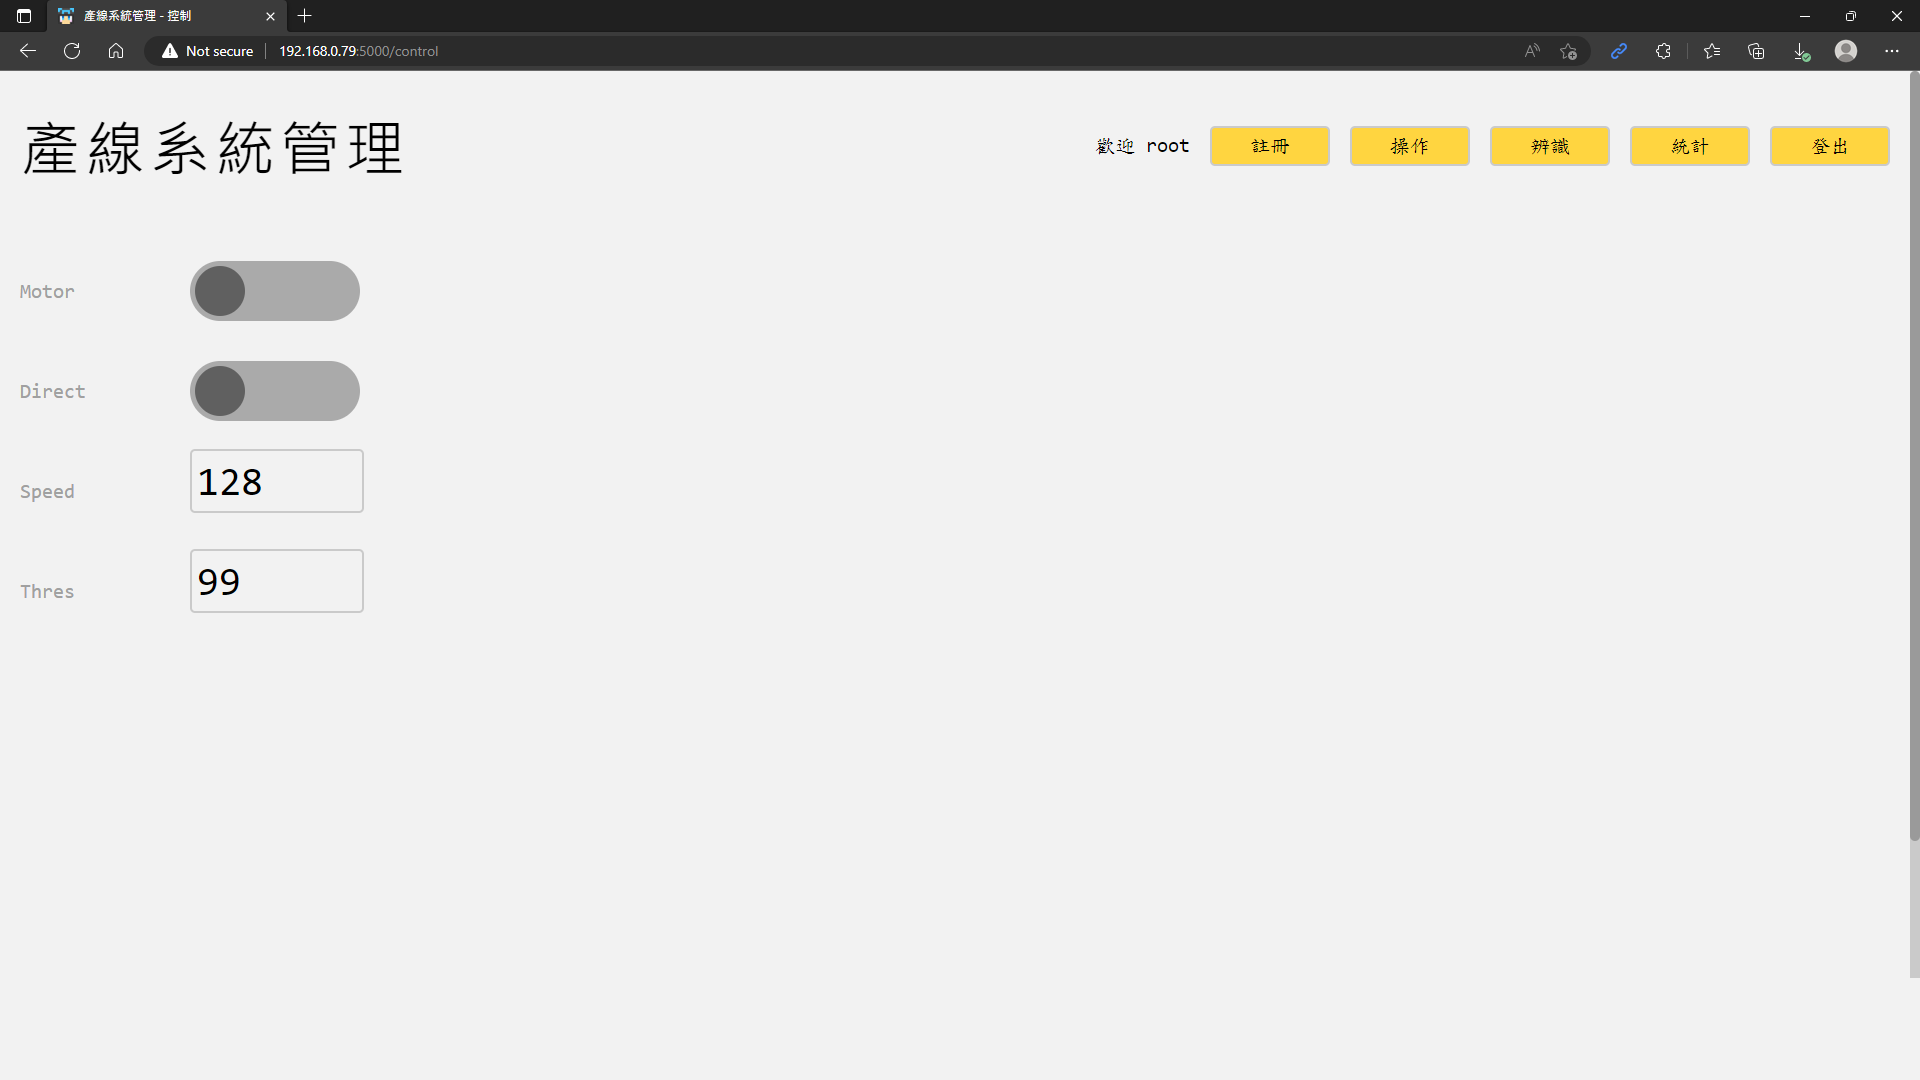 產線系統管理 - 控制
Not secure
192.168.0.79:5000/control
產線系統管理
歡迎 root
註冊
操作
辨識
統計
登出
Motor
Direct
Speed
128
Thres
99